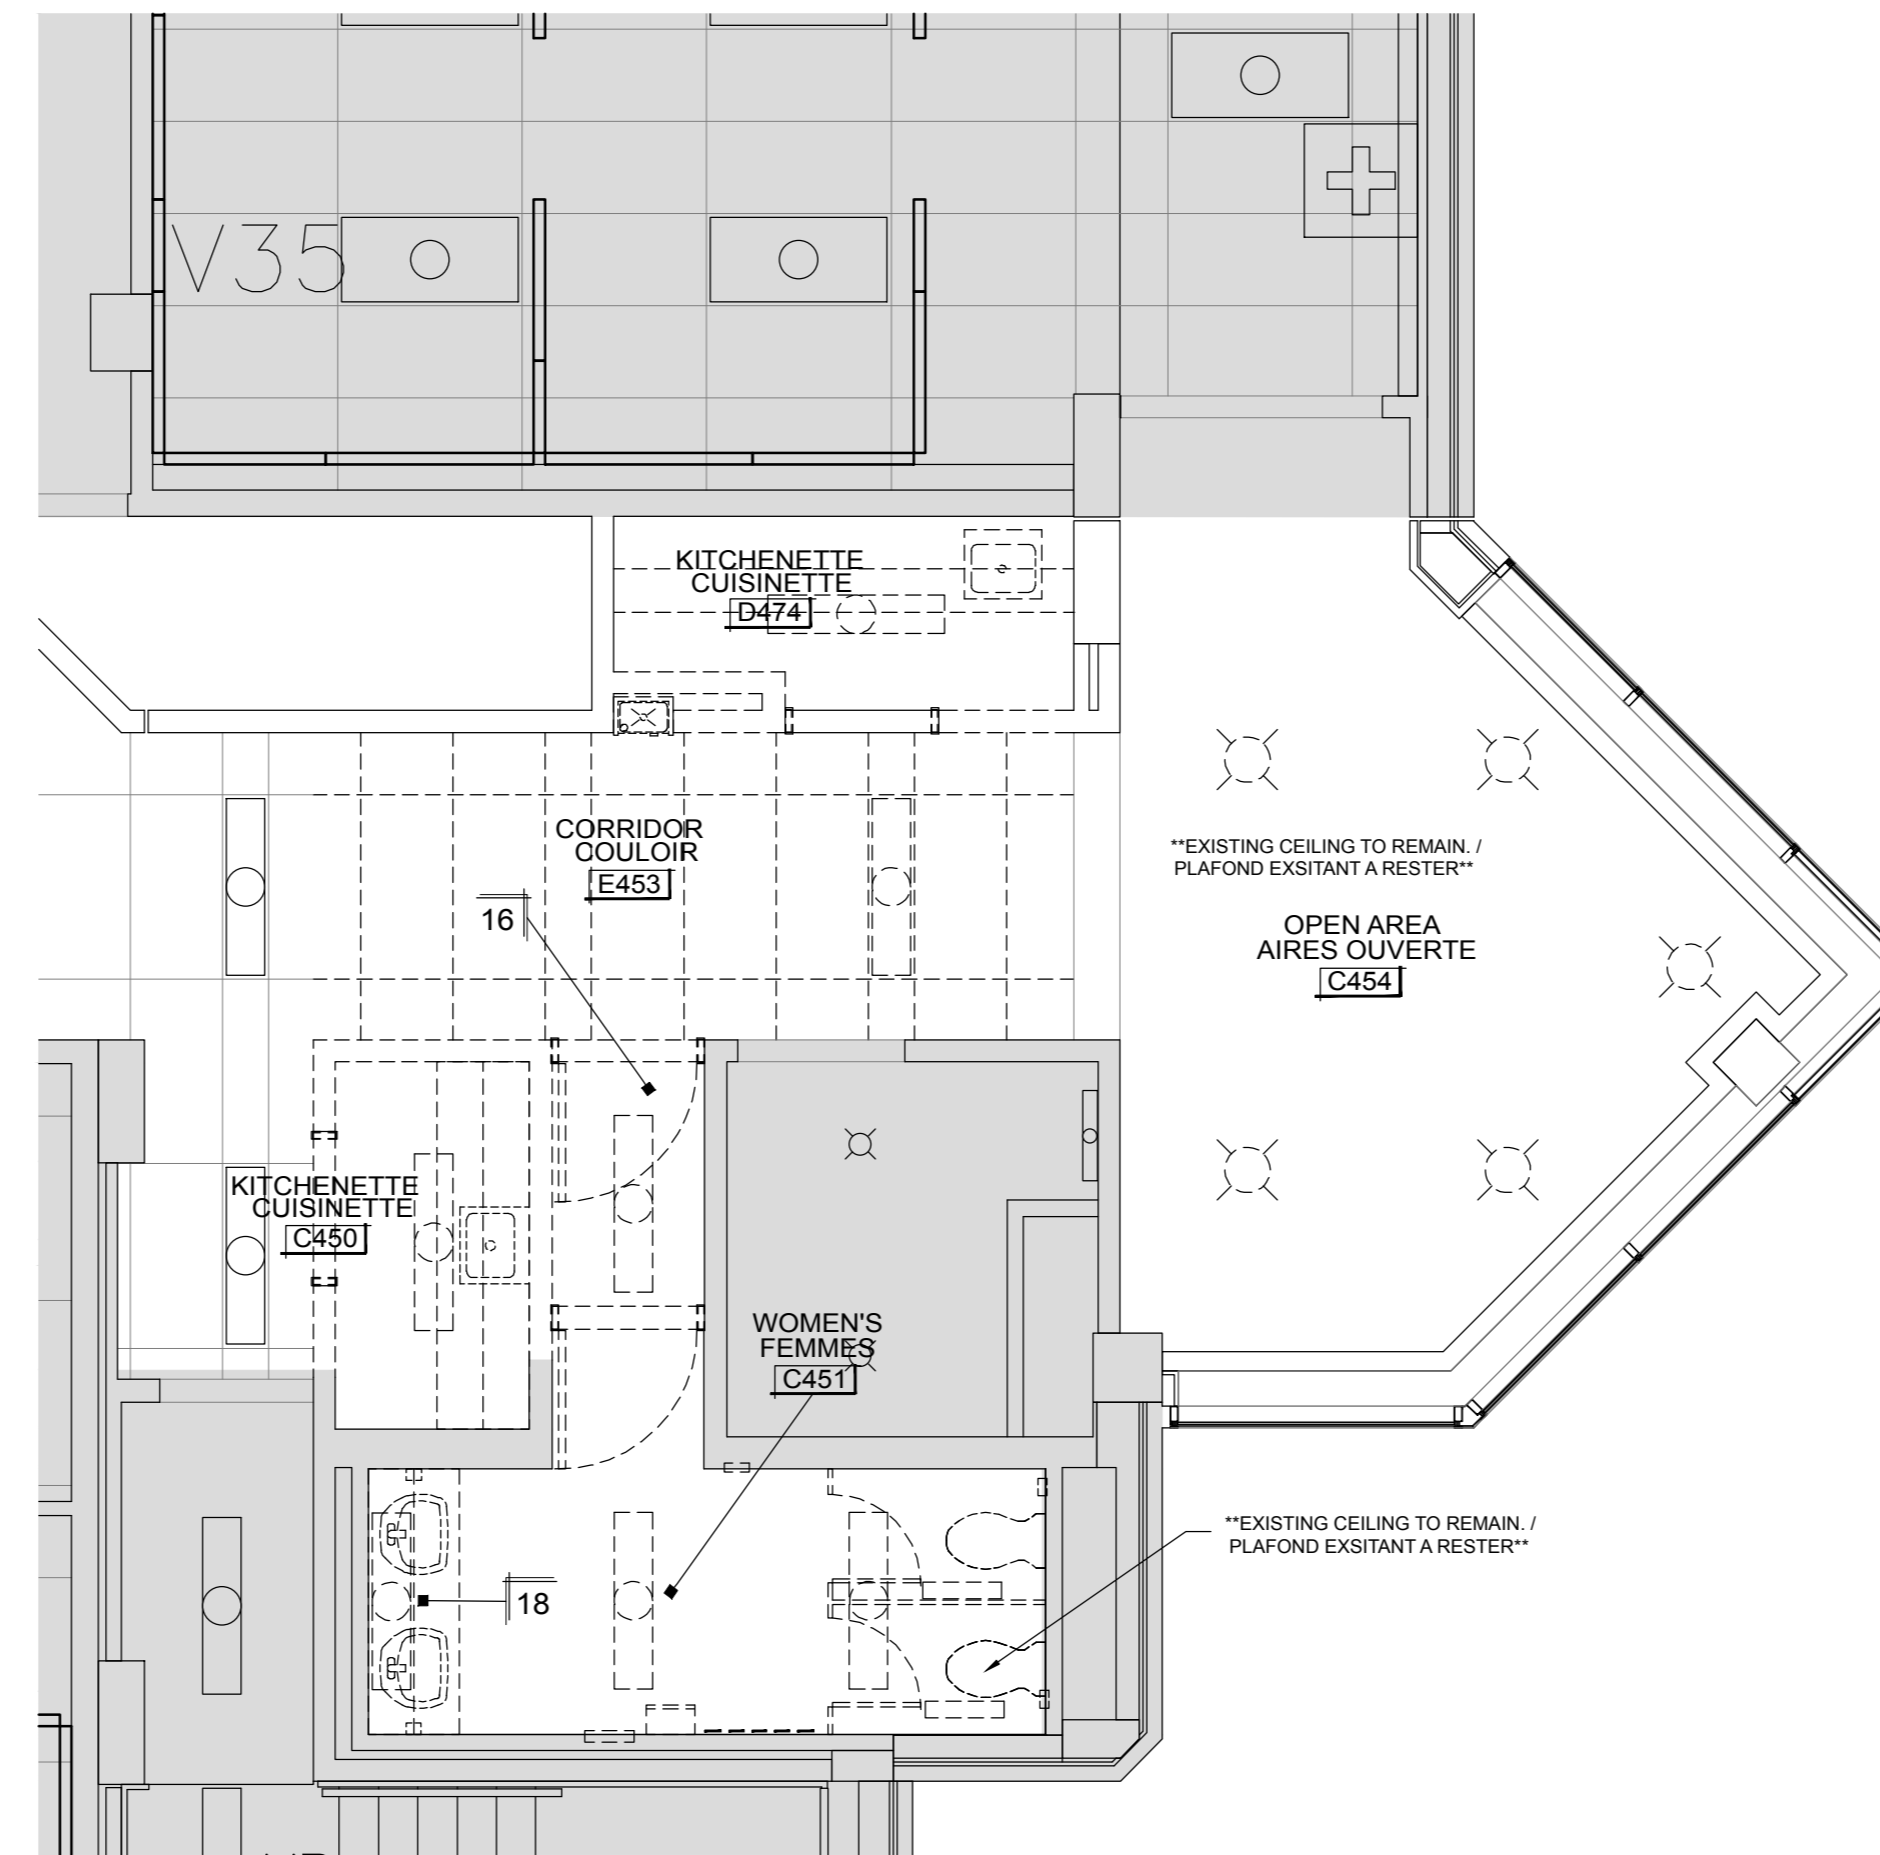 V35
KITCHENETTE
CUISINETTE
D474
CORRIDOR
COULOIR
E453
16
**EXISTING CEILING TO REMAIN. /
PLAFOND EXSITANT A RESTER**
OPEN AREA
AIRES OUVERTE
C454
KITCHENETTE
CUISINETTE
C450
WOMEN'S
FEMMES
C451
**EXISTING CEILING TO REMAIN. /
PLAFOND EXSITANT A RESTER**
18